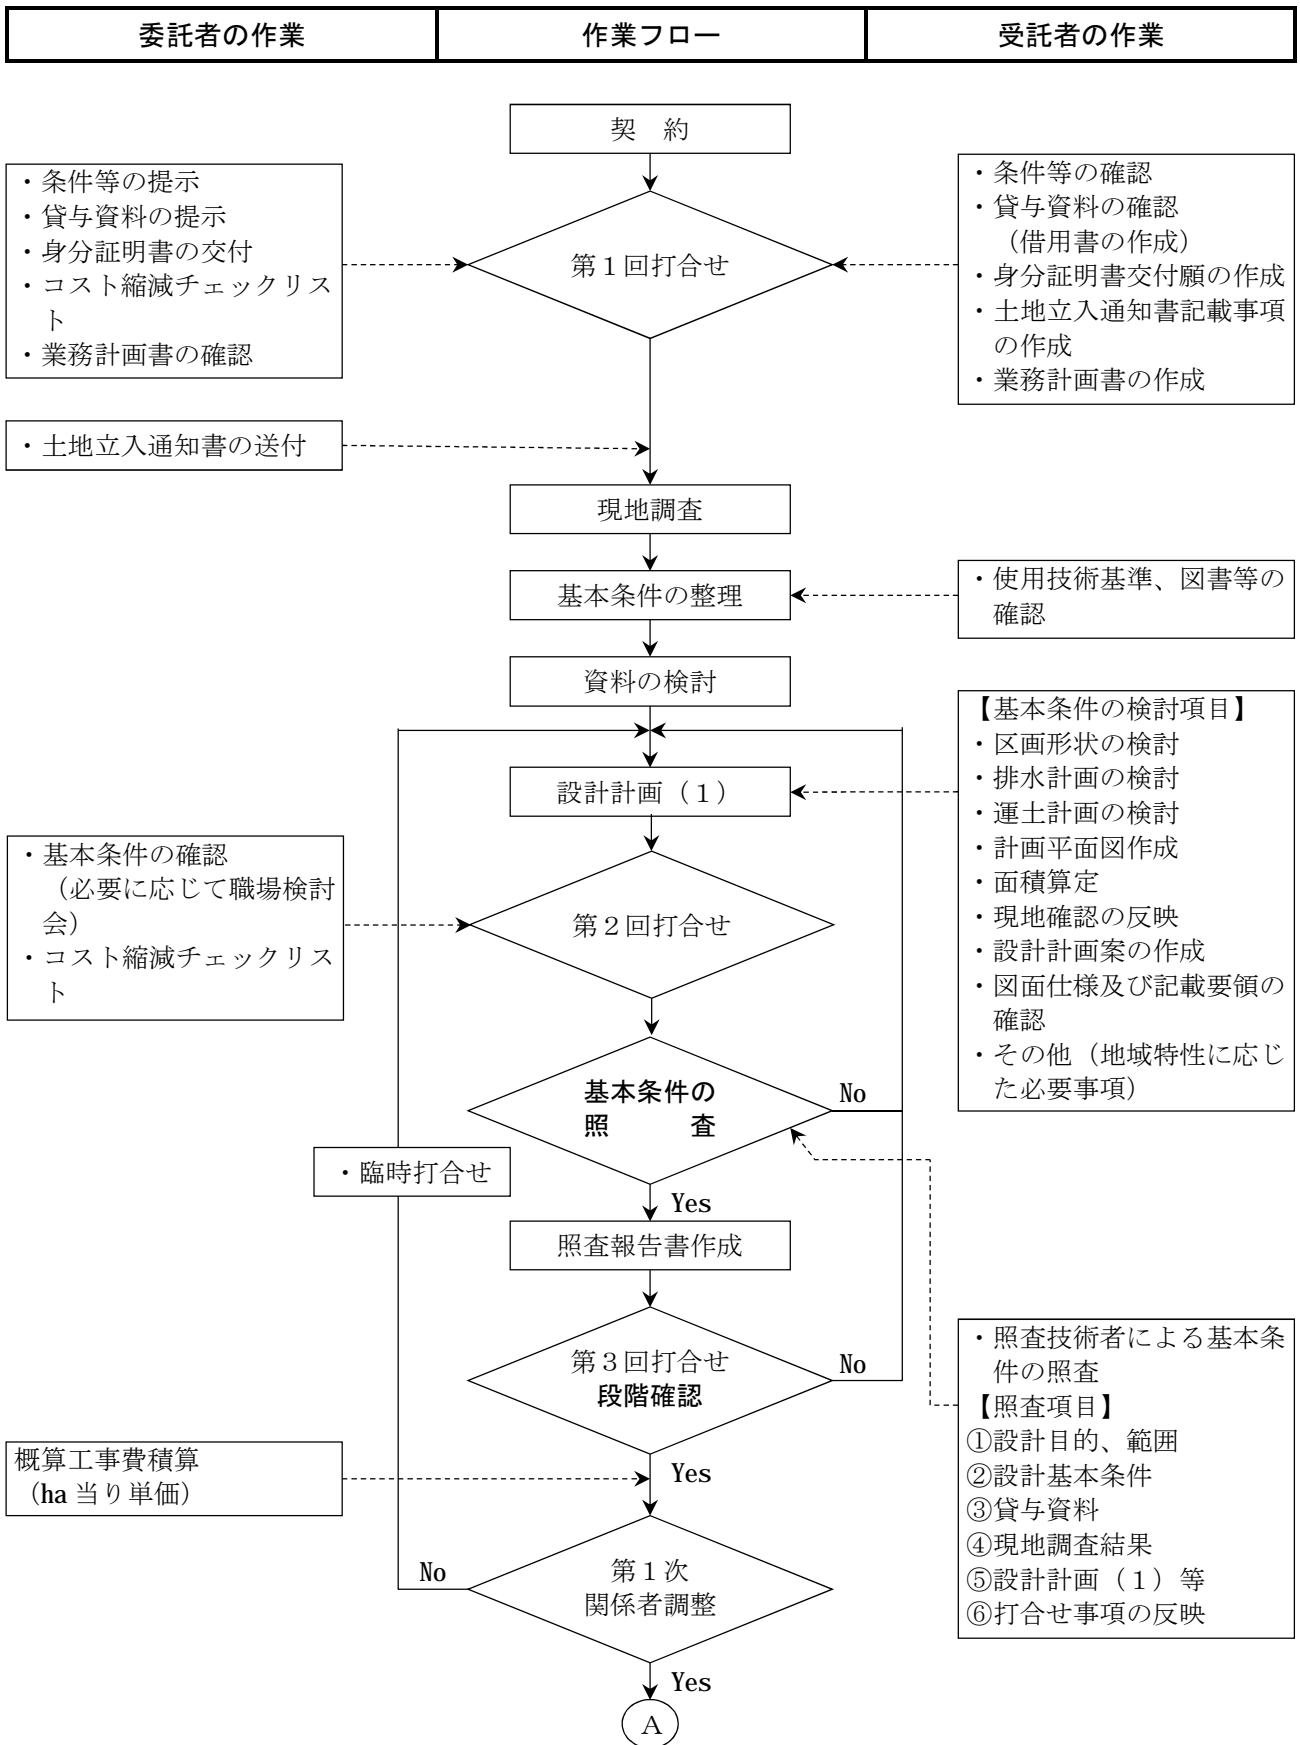 委託者の作業
作業フロー
受託者の作業
契　約
・条件等の提示
・貸与資料の提示
・身分証明書の交付
・コスト縮減チェックリス
ト
・業務計画書の確認
第１回打合せ
・条件等の確認
・貸与資料の確認
（借用書の作成）
・身分証明書交付願の作成
・土地立入通知書記載事項
の作成
・業務計画書の作成
・土地立入通知書の送付
現地調査
基本条件の整理
・使用技術基準、図書等の
確認
資料の検討
設計計画（１）
【基本条件の検討項目】
・区画形状の検討
・排水計画の検討
・運土計画の検討
・計画平面図作成
・面積算定
・現地確認の反映
・設計計画案の作成
・図面仕様及び記載要領の
確認
・その他（地域特性に応じ
た必要事項）
・基本条件の確認
（必要に応じて職場検討
会）
・コスト縮減チェックリス
ト
第２回打合せ
基本条件の
照　　　査
No
・臨時打合せ
Yes
照査報告書作成
第３回打合せ
段階確認
No
・照査技術者による基本条
件の照査
【照査項目】
①設計目的、範囲
②設計基本条件
③貸与資料
④現地調査結果
⑤設計計画（１）等
⑥打合せ事項の反映
概算工事費積算
（ha 当り単価）
Yes
No
第１次
関係者調整
Yes
A